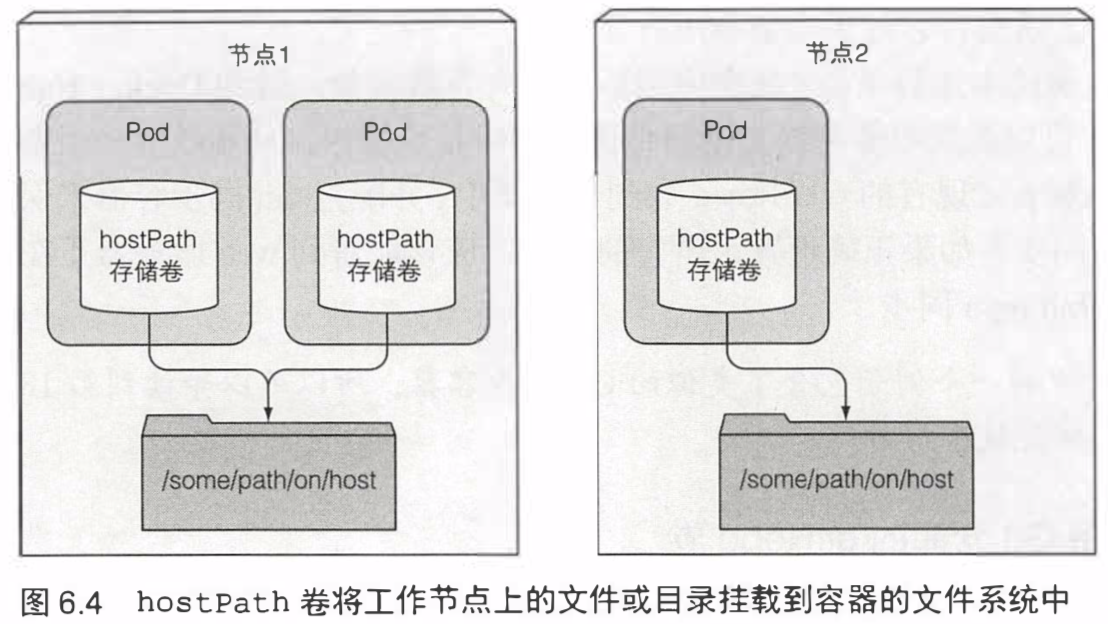 节点1
Pod
hostPath
存储卷
Pod
hostPath
存储卷
/some/path/on/host
节点2
Pod
hostPath
存储卷
/some/path/on/host
图 6.4 hostPath 卷将工作节点上的文件或目录挂载到容器的文件系统中